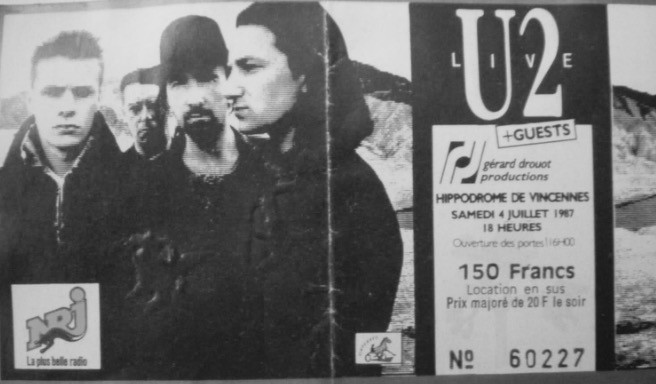 U2
LIVE
+GUESTS
gérard drouot
productions
HIPPODROME DE VINCENNES
SAMEDI 4 JUILLET 1987
18 HEURES
Ouverture des portes 16H00
150 Francs
Location en sus
Prix majoré de 20 F le soir
Nº 60227
NRJ
La plus belle radio